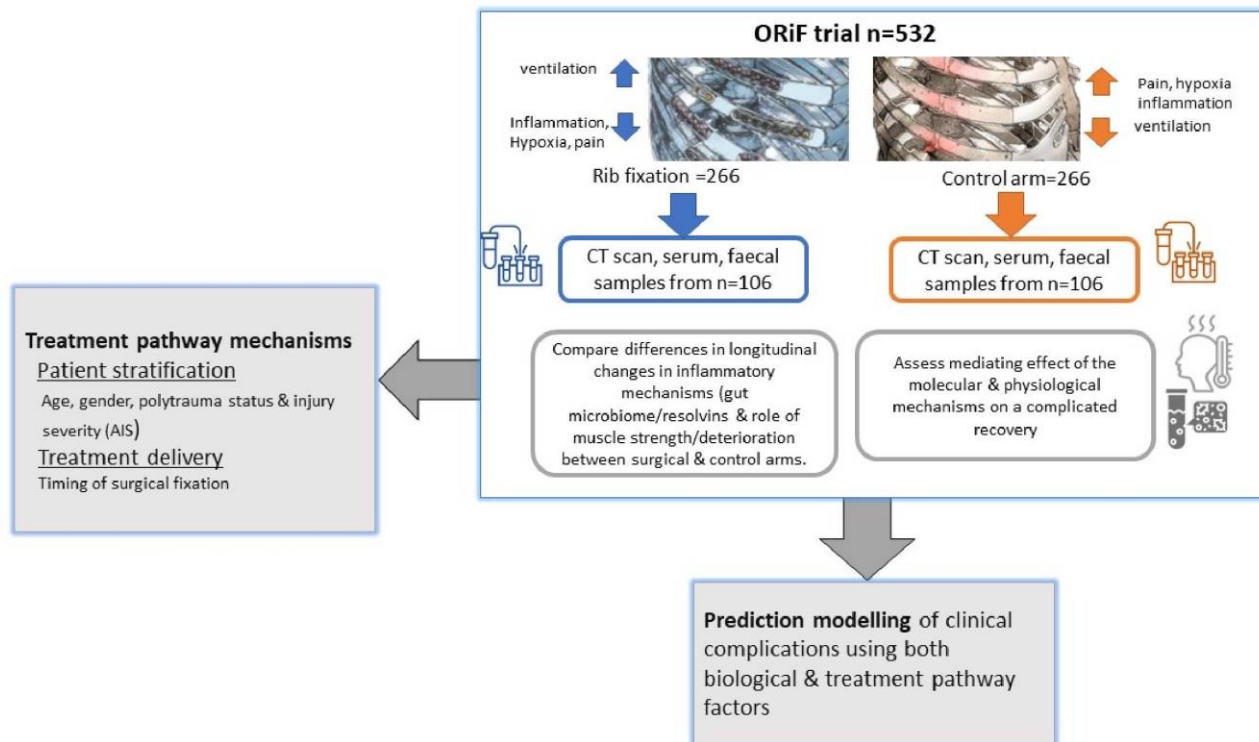 ORiF trial n=532
ventilation
Inflammation,
Hypoxia, pain
Pain, hypoxia
inflammation
ventilation
Rib fixation =266
Control arm=266
CT scan, serum, faecal
samples from n=106
CT scan, serum, faecal
samples from n=106
Compare differences in longitudinal
changes in inflammatory
mechanisms (gut
microbiome/resolvins & role of
muscle strength/deterioration
between surgical & control arms.
Assess mediating effect of the
molecular & physiological
mechanisms on a complicated
recovery
Treatment pathway mechanisms
Patient stratification
Age, gender, polytrauma status & injury
severity (AIS)
Treatment delivery
Timing of surgical fixation
Prediction modelling of clinical
complications using both
biological & treatment pathway
factors